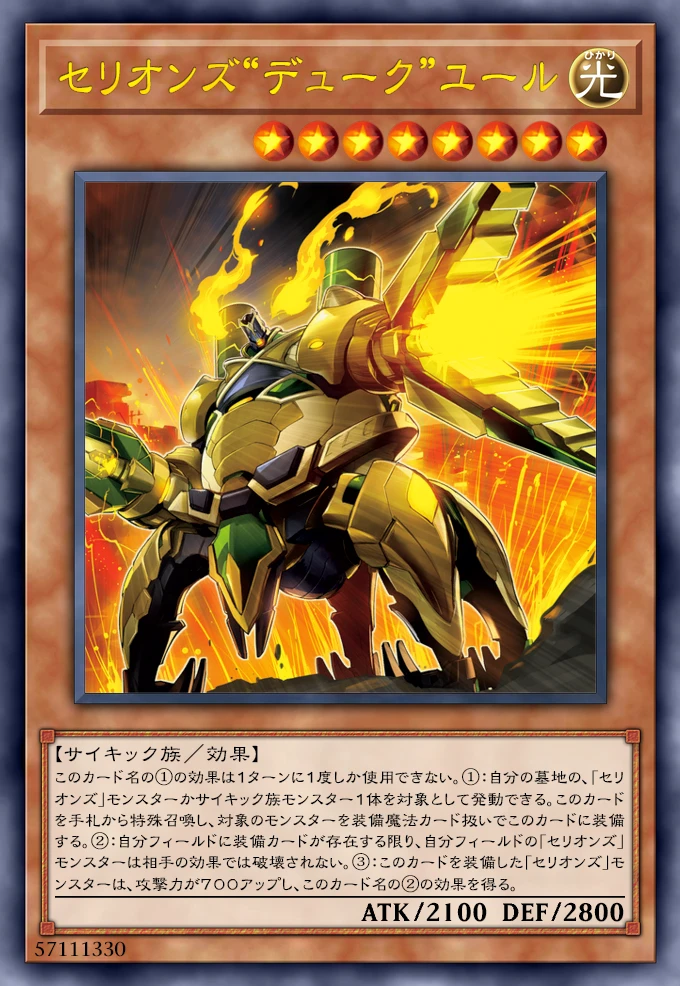 セリオンズ“デューク”ユール
ひかり
光
【サイキック族／効果】
このカード名の①の効果は1ターンに1度しか使用できない。①：自分の墓地の、「セリ
オンズ」モンスターかサイキック族モンスター1体を対象として発動できる。このカード
を手札から特殊召喚し、対象のモンスターを装備魔法カード扱いでこのカードに装備
する。②：自分フィールドに装備カードが存在する限り、自分フィールドの「セリオンズ」
モンスターは相手の効果では破壊されない。③：このカードを装備した「セリオンズ」モ
ンスターは、攻撃力が７００アップし、このカード名の②の効果を得る。
ATK/2100 DEF/2800
57111330